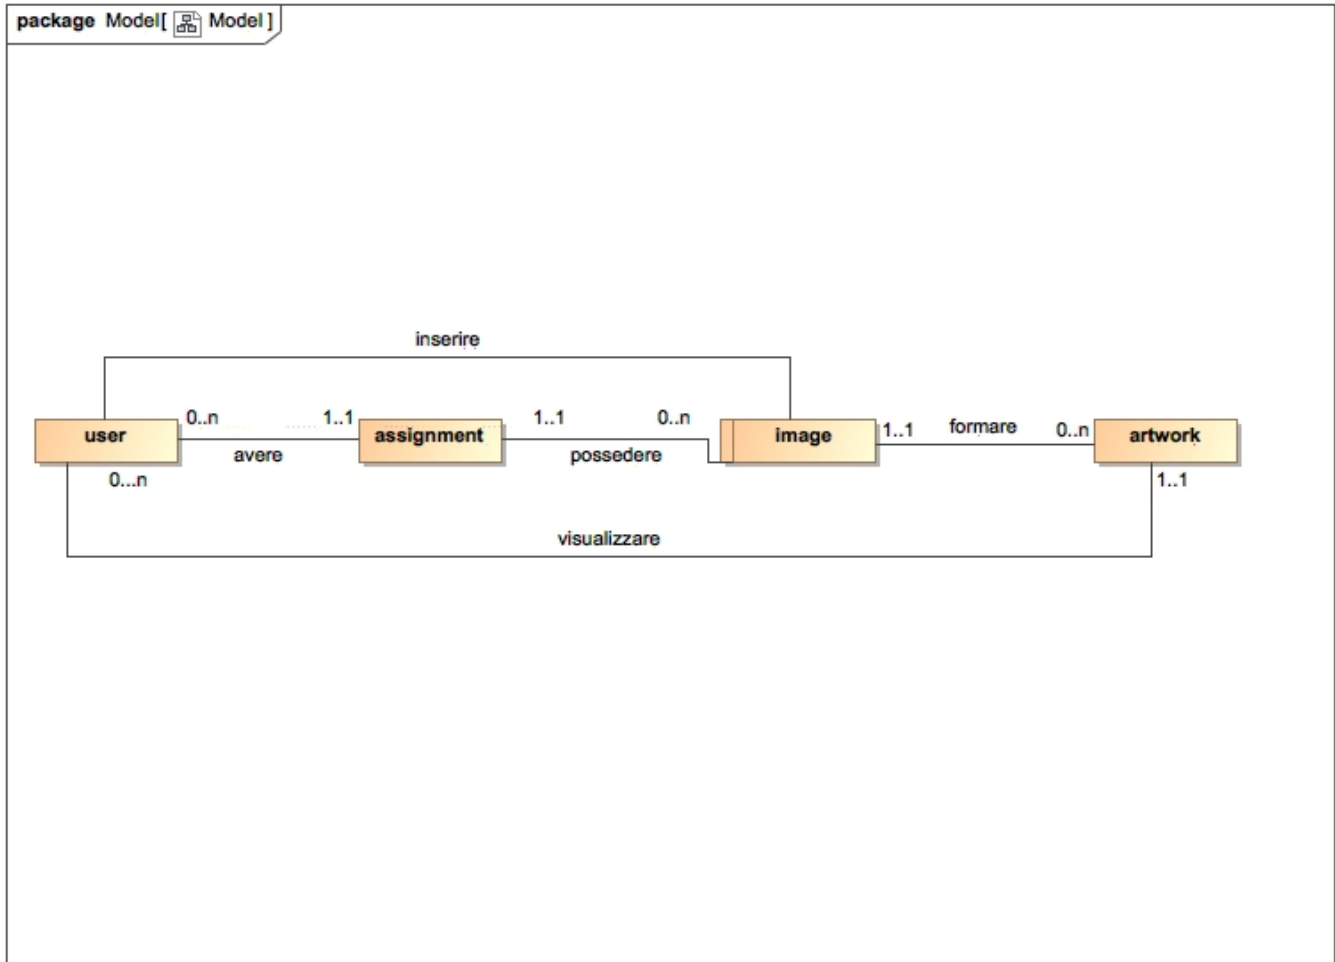 package Model[ Model ]
inserire
0..n 1..1 1..1 0..n
user assignment image 1..1 formare 0..n artwork
avere possedere
0...n 1..1
visualizzare